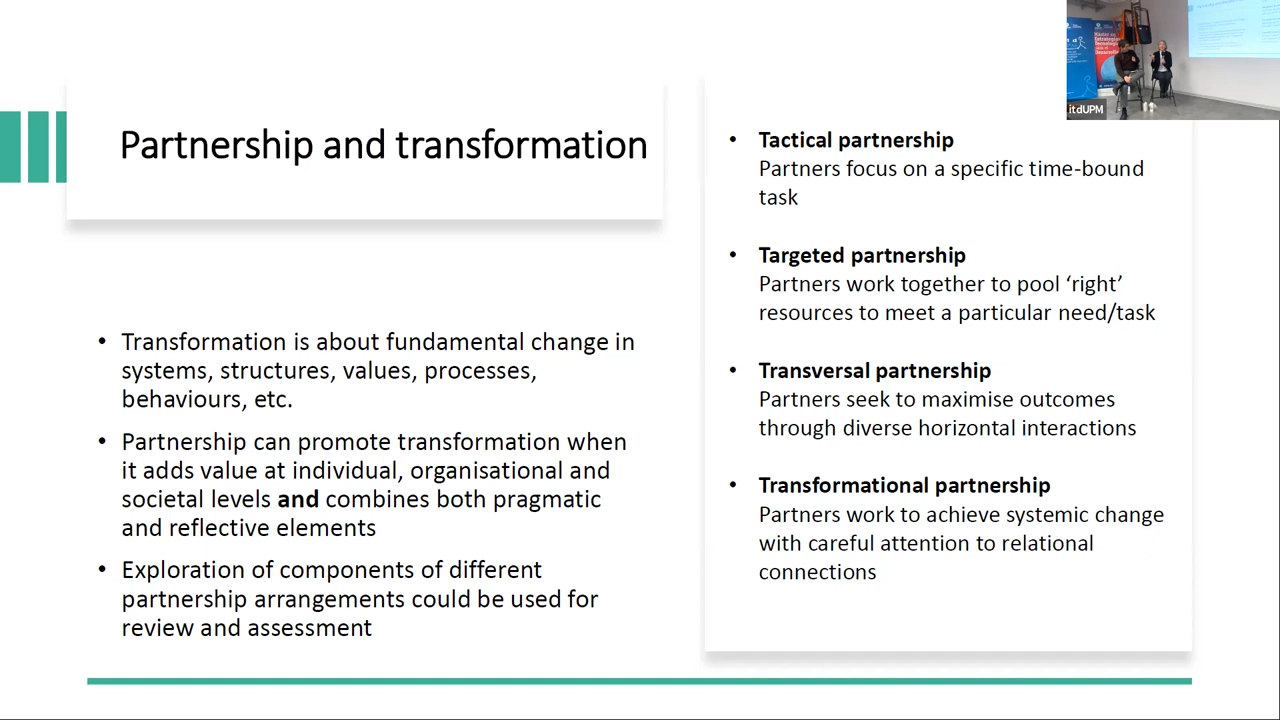 Partnership and transformation
• Transformation is about fundamental change in
systems, structures, values, processes,
behaviours, etc.
• Partnership can promote transformation when
it adds value at individual, organisational and
societal levels and combines both pragmatic
and reflective elements
• Exploration of components of different
partnership arrangements could be used for
review and assessment
• Tactical partnership
Partners focus on a specific time-bound
task
• Targeted partnership
Partners work together to pool ‘right’
resources to meet a particular need/task
• Transversal partnership
Partners seek to maximise outcomes
through diverse horizontal interactions
• Transformational partnership
Partners work to achieve systemic change
with careful attention to relational
connections
itdUPM